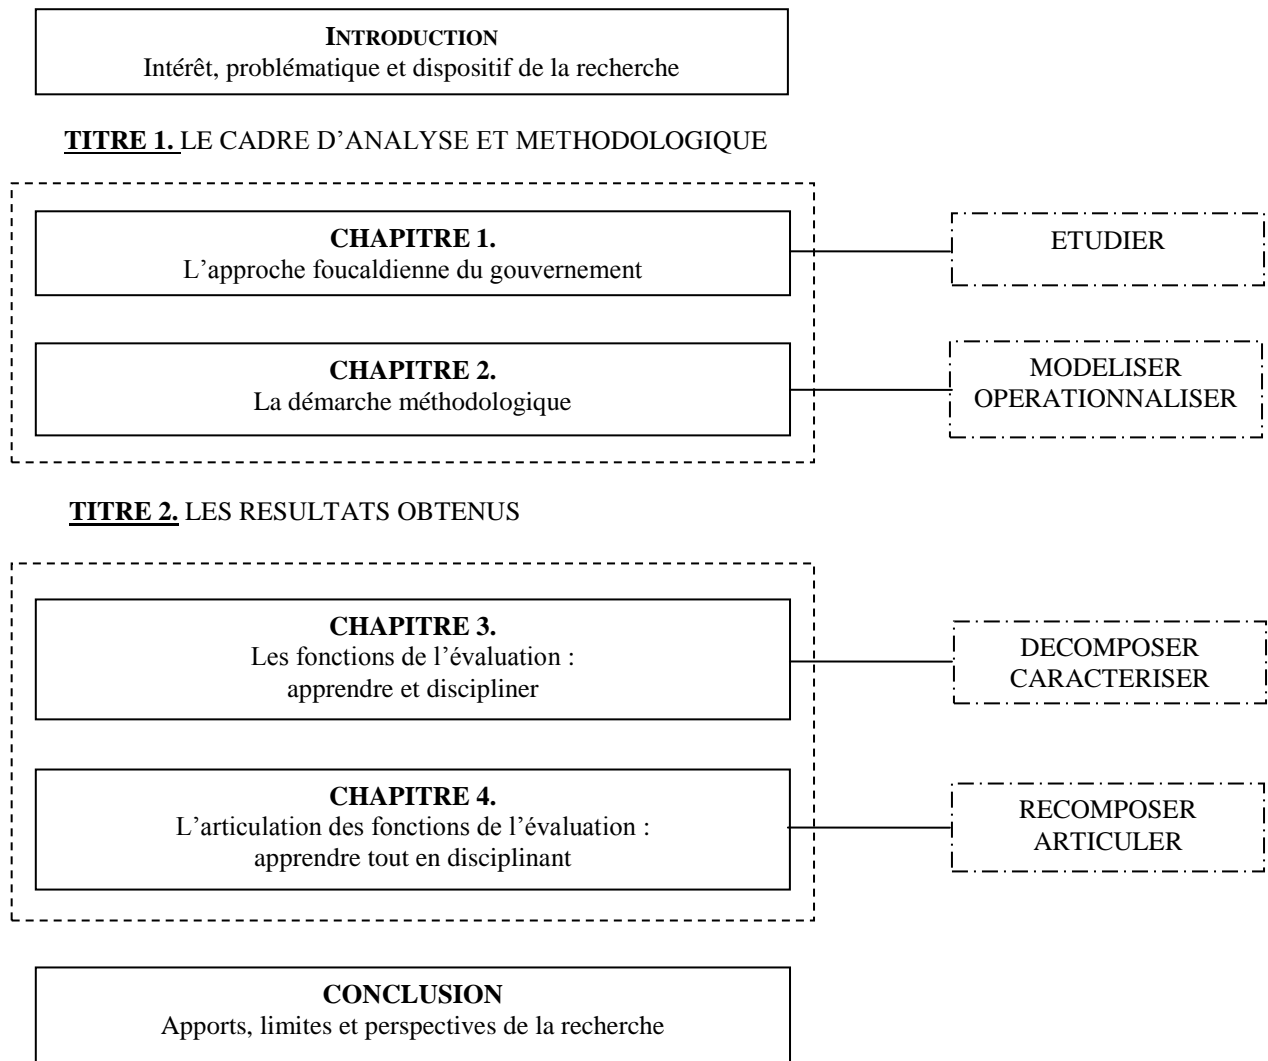 INTRODUCTION
Intérêt, problématique et dispositif de la recherche
TITRE 1. LE CADRE D’ANALYSE ET METHODOLOGIQUE
CHAPITRE 1.
L’approche foucaldienne du gouvernement
ETUDIER
CHAPITRE 2.
La démarche méthodologique
MODELISER
OPERATIONNALISER
TITRE 2. LES RESULTATS OBTENUS
CHAPITRE 3.
Les fonctions de l’évaluation :
apprendre et discipliner
DECOMPOSER
CARACTERISER
CHAPITRE 4.
L’articulation des fonctions de l’évaluation :
apprendre tout en disciplinant
RECOMPOSER
ARTICULER
CONCLUSION
Apports, limites et perspectives de la recherche